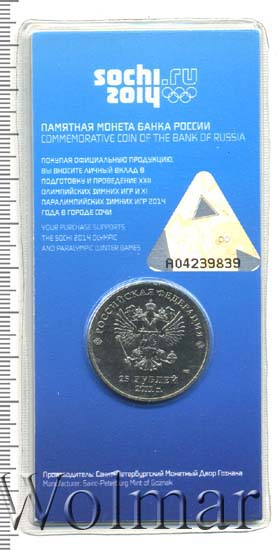 sochi.ru
2014
ПАМЯТНАЯ МОНЕТА БАНКА РОССИИ
COMMEMORATIVE COIN OF THE BANK OF RUSSIA
ПОКУПАЯ ОФИЦИАЛЬНУЮ ПРОДУКЦИЮ,
ВЫ ВНОСИТЕ ЛИЧНЫЙ ВКЛАД В
ПОДГОТОВКУ И ПРОВЕДЕНИЕ XXII
ОЛИМПИЙСКИХ ЗИМНИХ ИГР И XI
ПАРАЛИМПИЙСКИХ ЗИМНИХ ИГР 2014
ГОДА В ГОРОДЕ СОЧИ
YOUR PURCHASE SUPPORTS
THE SOCHI 2014 OLYMPIC
AND PARALYMPIC WINTER GAMES
A04239839
РОССИЙСКАЯ ФЕДЕРАЦИЯ
25 РУБЛЕЙ
Производитель: Санкт-Петербургский Монетный Двор Гознака
Manufacturer: Saint-Petersburg Mint of Goznak
Wolmar